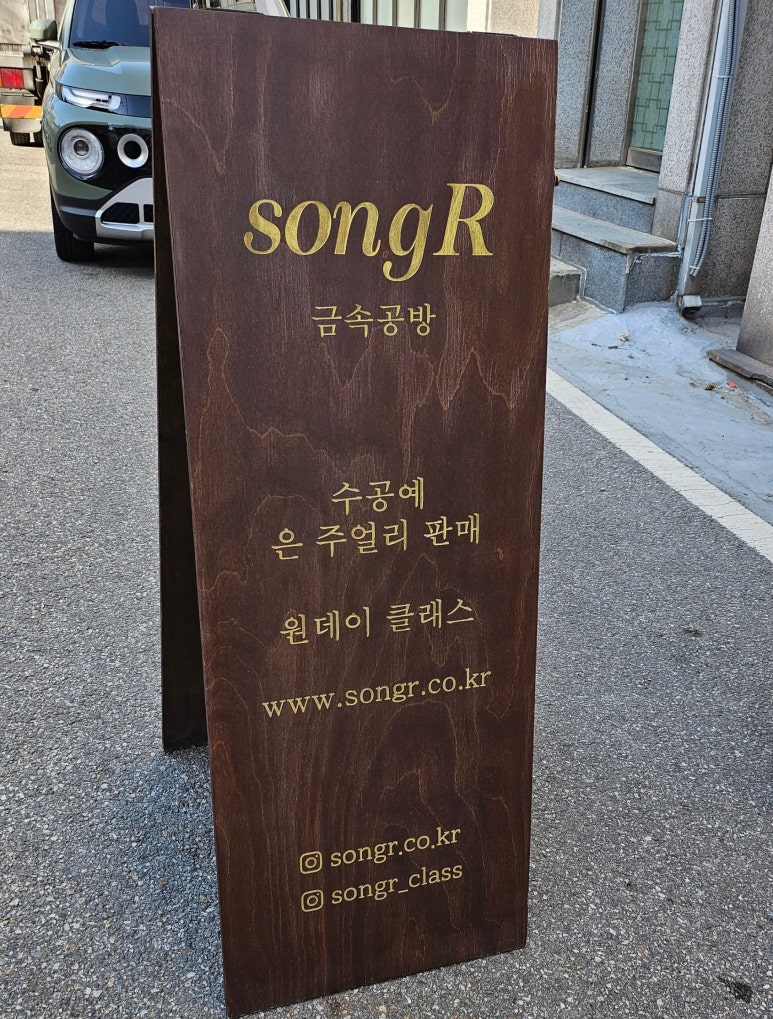 songR
금속공방
수공예
은 주얼리 판매
원데이 클래스
www.songr.co.kr
songr.co.kr
songr_class